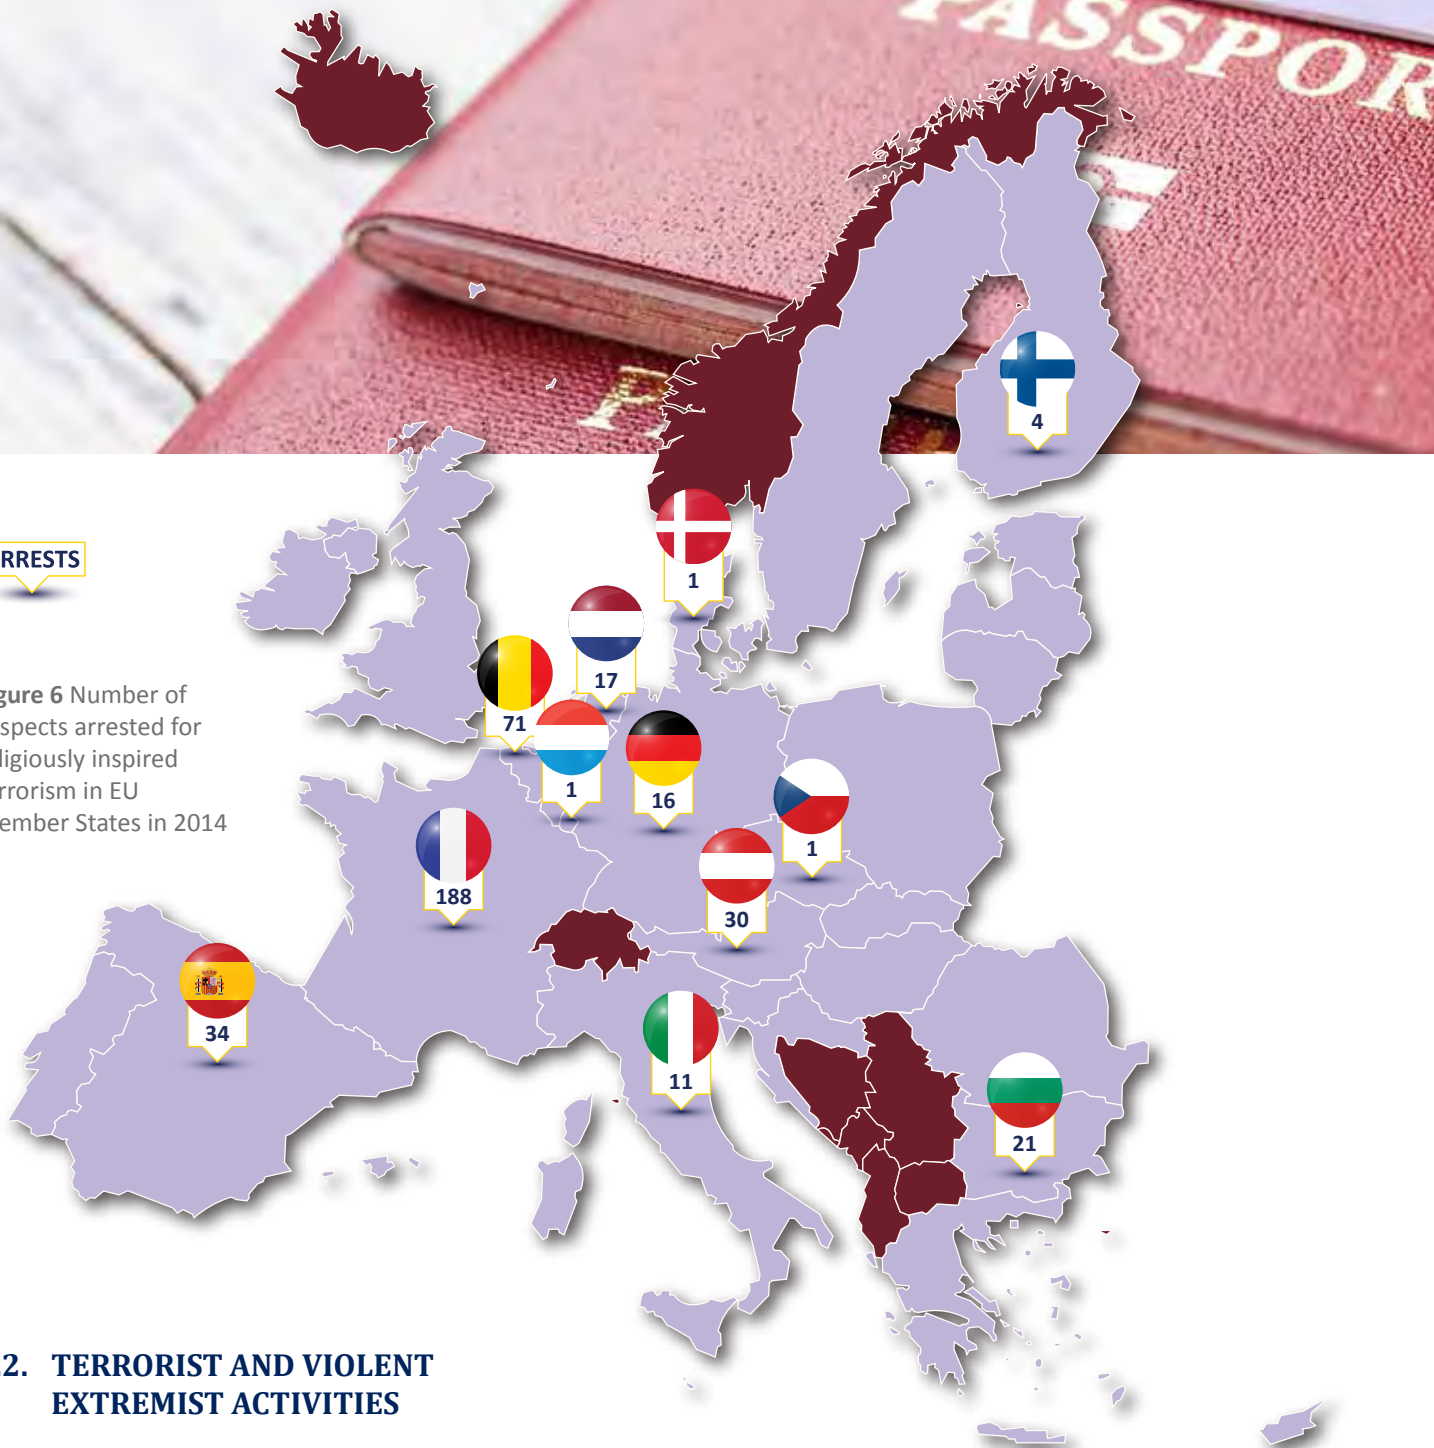 PASSPOR
P
4
1
RRESTS
17
71
gure 6 Number of
spects arrested for
ligiously inspired
rrorism in EU
ember States in 2014
1
16
1
188
30
34
11
21
.2. TERRORIST AND VIOLENT
EXTREMIST ACTIVITIES